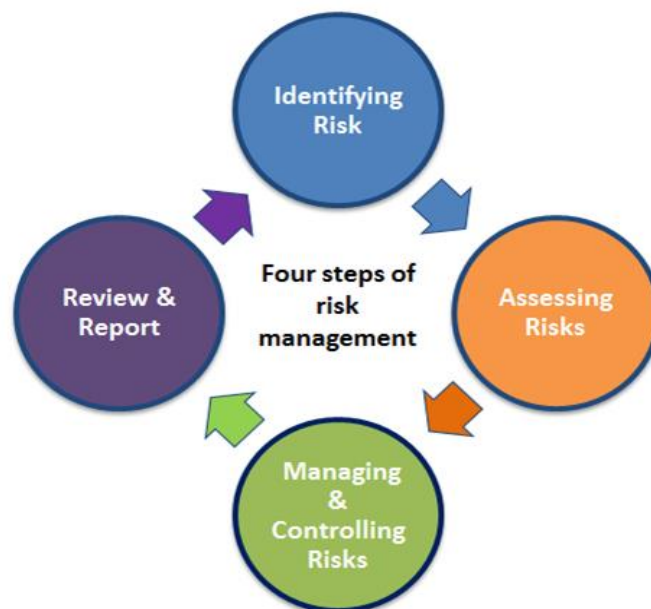 Identifying
Risk
Four steps of
risk
management
Review &
Report
Assessing
Risks
Managing
&
Controlling
Risks